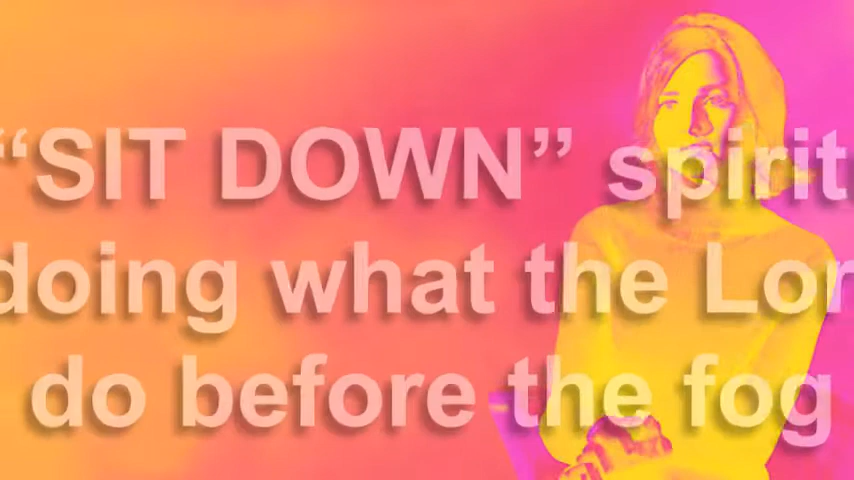 “SIT DOWN” spirit
doing what the Lor
do before the fog